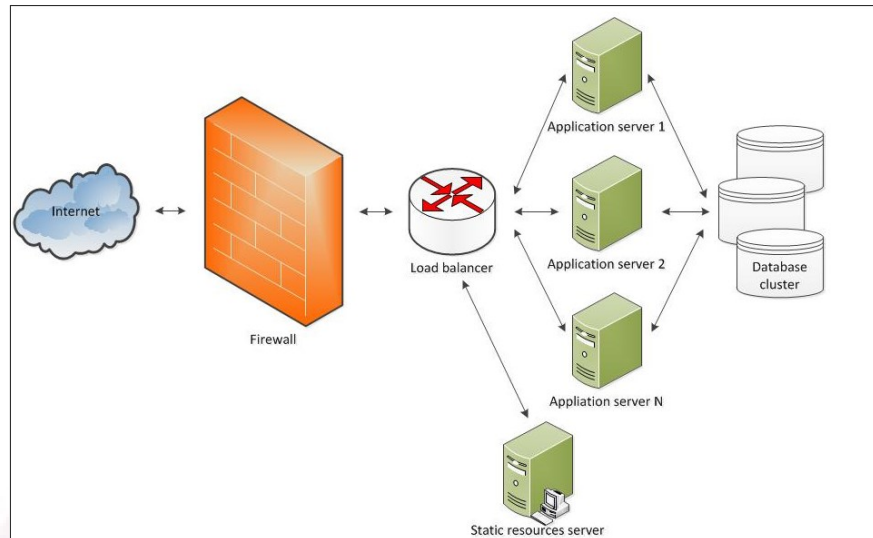 Internet
Firewall
Load balancer
Application server 1
Application server 2
Appliation server N
Database
cluster
Static resources server